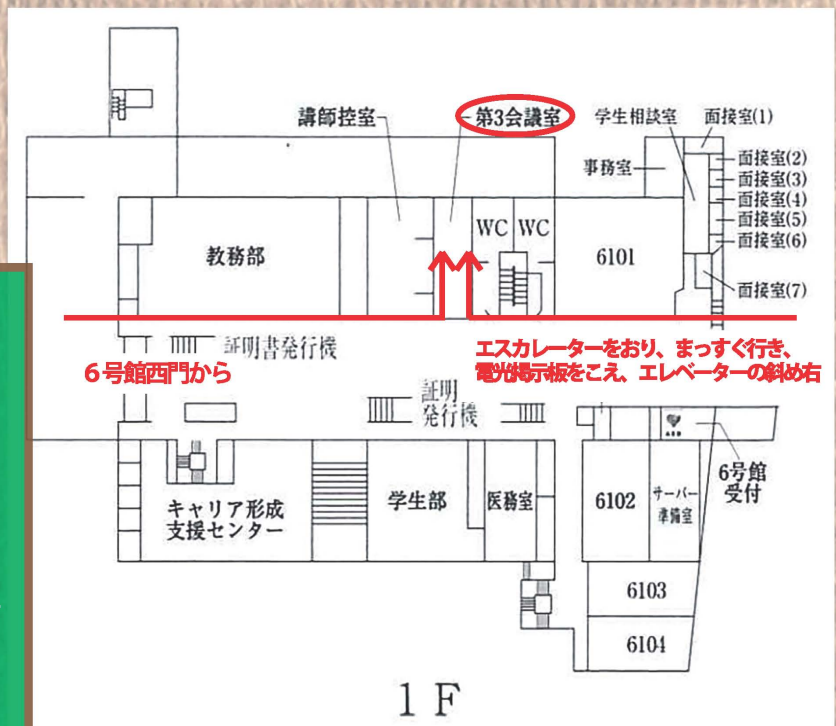 講師控室
第3会議室
学生相談室
面接室(1)
事務室
面接室(2)
面接室(3)
面接室(4)
面接室(5)
面接室(6)
面接室(7)
教務部
WC
WC
6101
証明書発行機
6号館西門から
エスカレーターをおり、まっすぐ行き、
電光掲示板をこえ、エレベーターの斜め右
証明
発行機
キャリア形成
支援センター
学生部
医務室
6102
サーバー
準備室
6号館
受付
6103
6104
1F